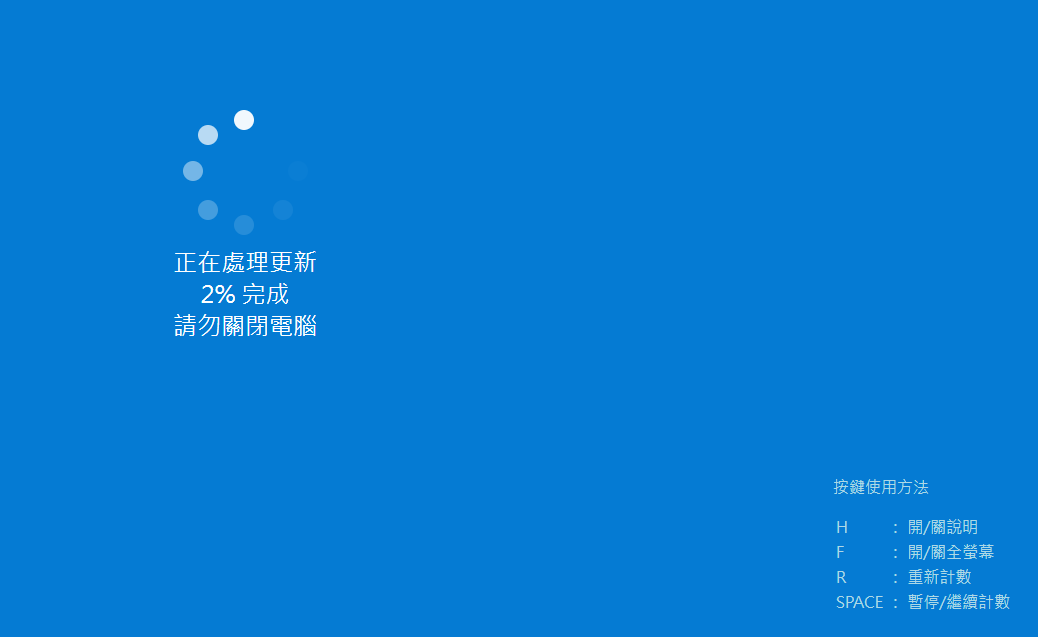 正在處理更新
2% 完成
請勿關閉電腦
按鍵使用方法
H : 開/關說明
F : 開/關全螢幕
R : 重新計數
SPACE : 暫停/繼續計數